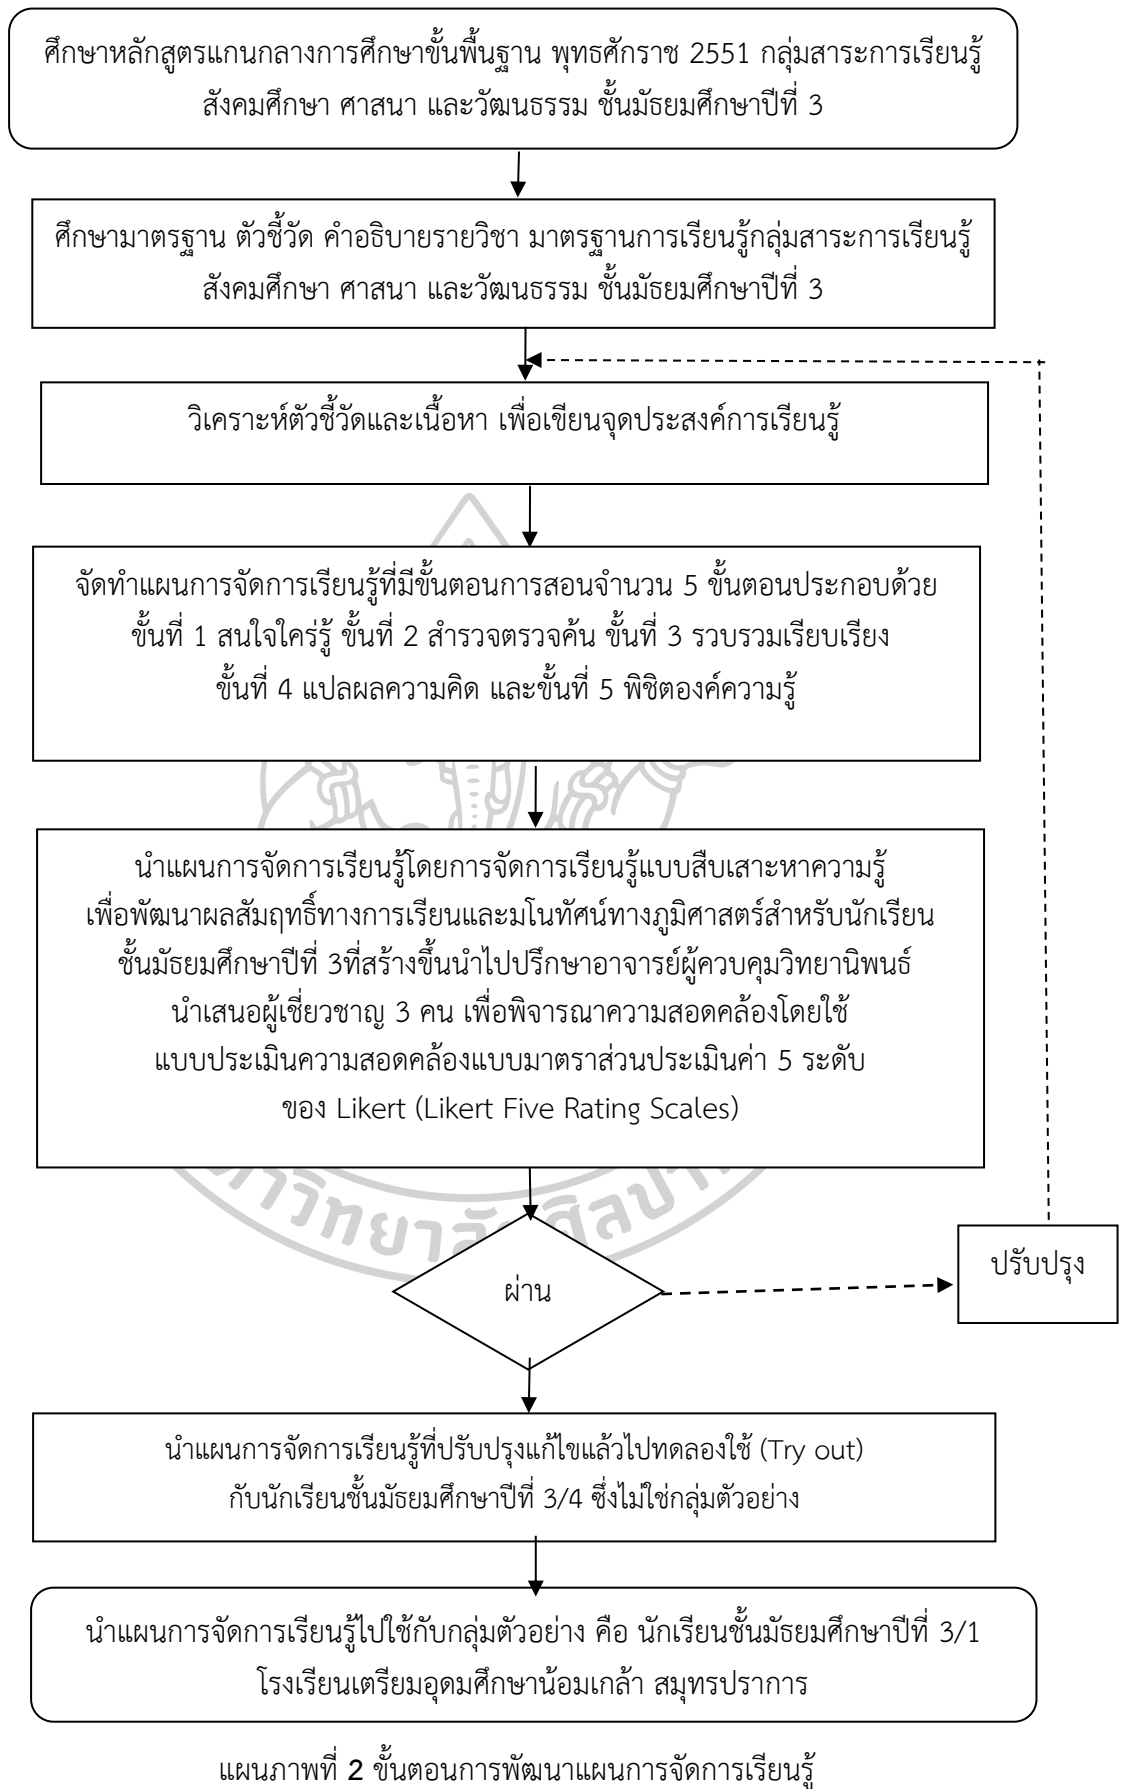 ศึกษาหลักสูตรแกนกลางการศึกษาขั้นพื้นฐาน พุทธศักราช 2551 กลุ่มสาระการเรียนรู้
สังคมศึกษา ศาสนา และวัฒนธรรม ชั้นมัธยมศึกษาปีที่ 3
ศึกษามาตรฐาน ตัวชี้วัด คำอธิบายรายวิชา มาตรฐานการเรียนรู้กลุ่มสาระการเรียนรู้
สังคมศึกษา ศาสนา และวัฒนธรรม ชั้นมัธยมศึกษาปีที่ 3
วิเคราะห์ตัวชี้วัดและเนื้อหา เพื่อเขียนจุดประสงค์การเรียนรู้
จัดทำแผนการจัดการเรียนรู้ที่มีขั้นตอนการสอนจำนวน 5 ขั้นตอนประกอบด้วย
ขั้นที่ 1 สนใจใคร่รู้ ขั้นที่ 2 สำรวจตรวจค้น ขั้นที่ 3 รวบรวมเรียบเรียง
ขั้นที่ 4 แปลผลความคิด และขั้นที่ 5 พิชิตองค์ความรู้
นำแผนการจัดการเรียนรู้โดยการจัดการเรียนรู้แบบสืบเสาะหาความรู้
เพื่อพัฒนาผลสัมฤทธิ์ทางการเรียนและมโนทัศน์ทางภูมิศาสตร์สำหรับนักเรียน
ชั้นมัธยมศึกษาปีที่ 3ที่สร้างขึ้นนำไปปรึกษาอาจารย์ผู้ควบคุมวิทยานิพนธ์
นำเสนอผู้เชี่ยวชาญ 3 คน เพื่อพิจารณาความสอดคล้องโดยใช้
แบบประเมินความสอดคล้องแบบมาตราส่วนประเมินค่า 5 ระดับ
ของ Likert (Likert Five Rating Scales)
ผ่าน
ปรับปรุง
นำแผนการจัดการเรียนรู้ที่ปรับปรุงแก้ไขแล้วไปทดลองใช้ (Try out)
กับนักเรียนชั้นมัธยมศึกษาปีที่ 3/4 ซึ่งไม่ใช่กลุ่มตัวอย่าง
นำแผนการจัดการเรียนรู้ไปใช้กับกลุ่มตัวอย่าง คือ นักเรียนชั้นมัธยมศึกษาปีที่ 3/1
โรงเรียนเตรียมอุดมศึกษาน้อมเกล้า สมุทรปราการ
แผนภาพที่ 2 ขั้นตอนการพัฒนาแผนการจัดการเรียนรู้